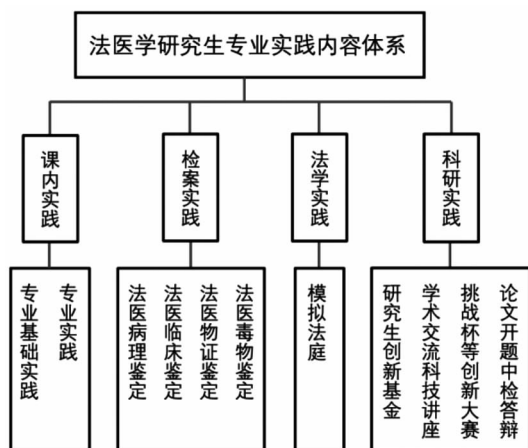 法医学研究生专业实践内容体系
课内实践
检案实践
法学实践
科研实践
专业基础实践
专业实践
法医病理鉴定
法医临床鉴定
法医物证鉴定
法医毒物鉴定
模拟法庭
研究生创新基金
学术交流科技讲座
挑战杯等创新大赛
论文开题中检答辩